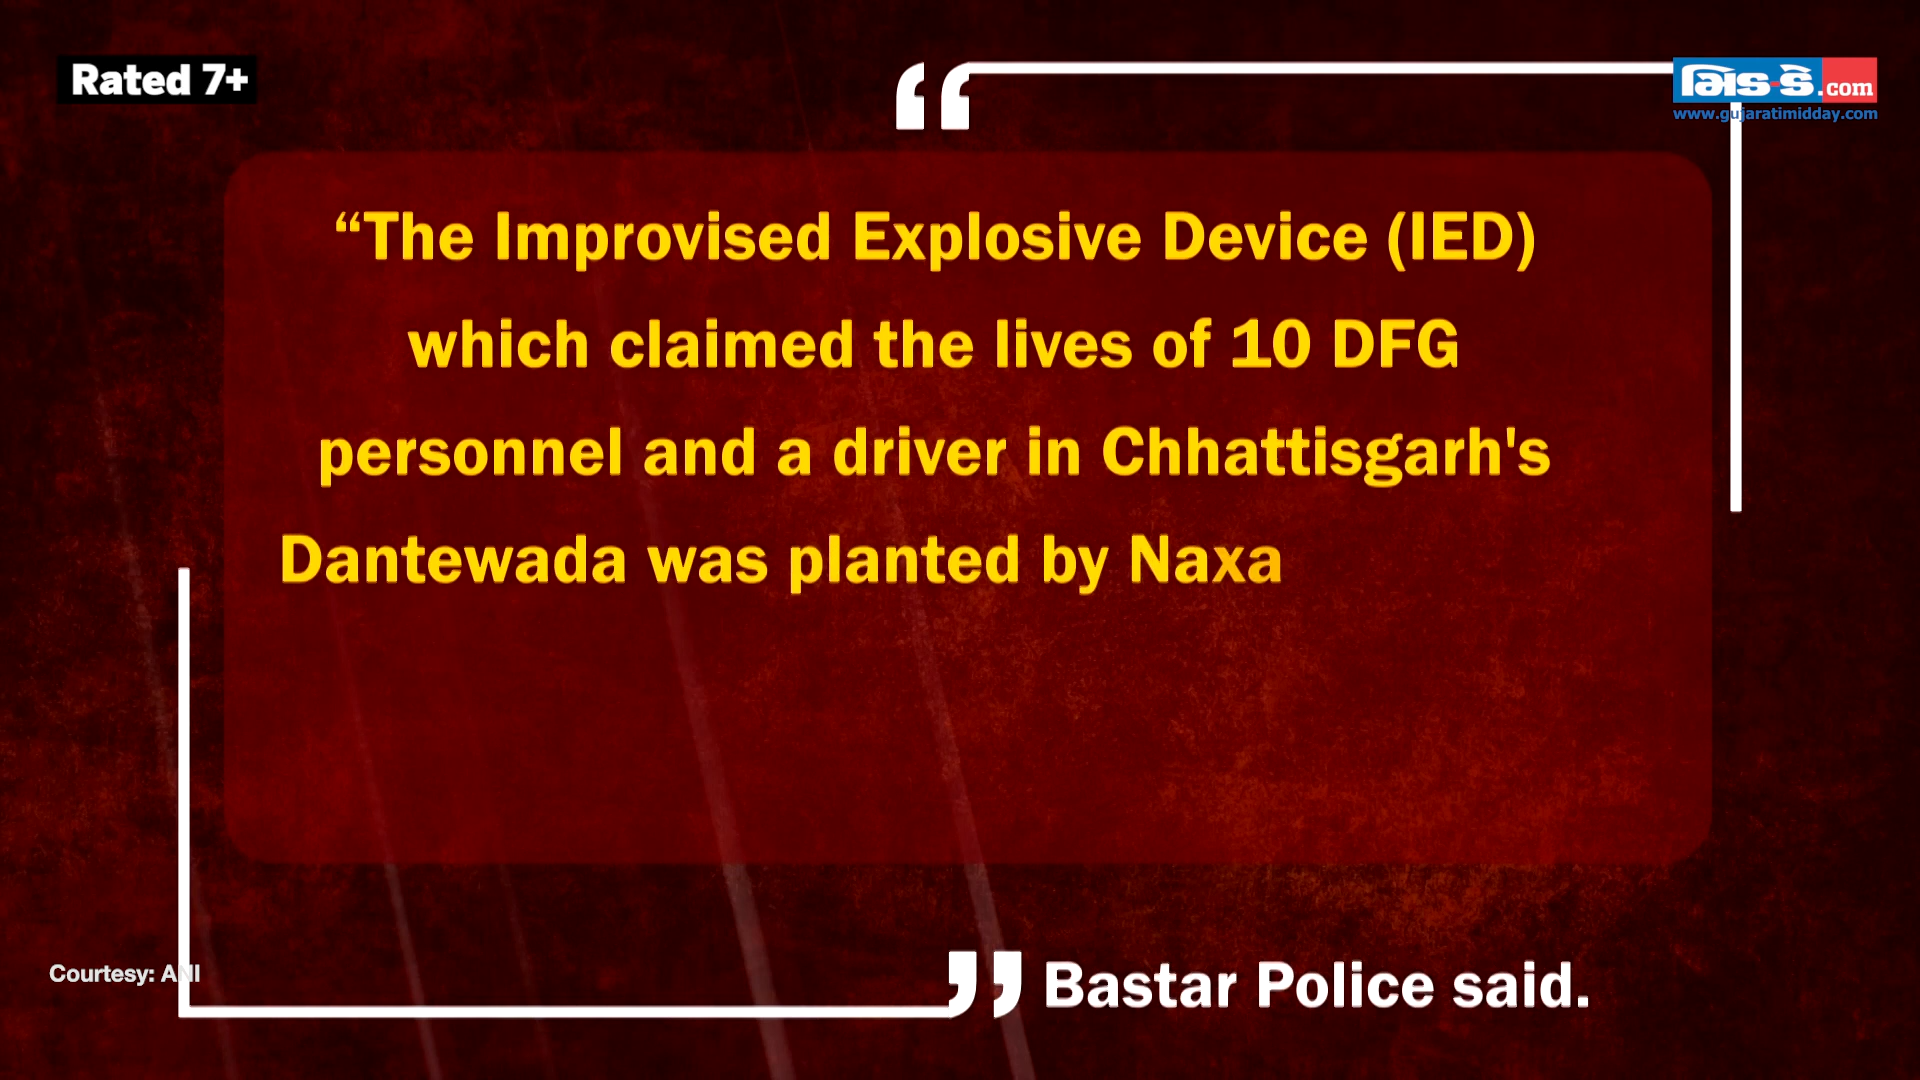 Rated 7+
મિડ-ડે.com
www.gujaratimidday.com
“The Improvised Explosive Device (IED)
which claimed the lives of 10 DFG
personnel and a driver in Chhattisgarh's
Dantewada was planted by Naxa
Courtesy: ANI
Bastar Police said.